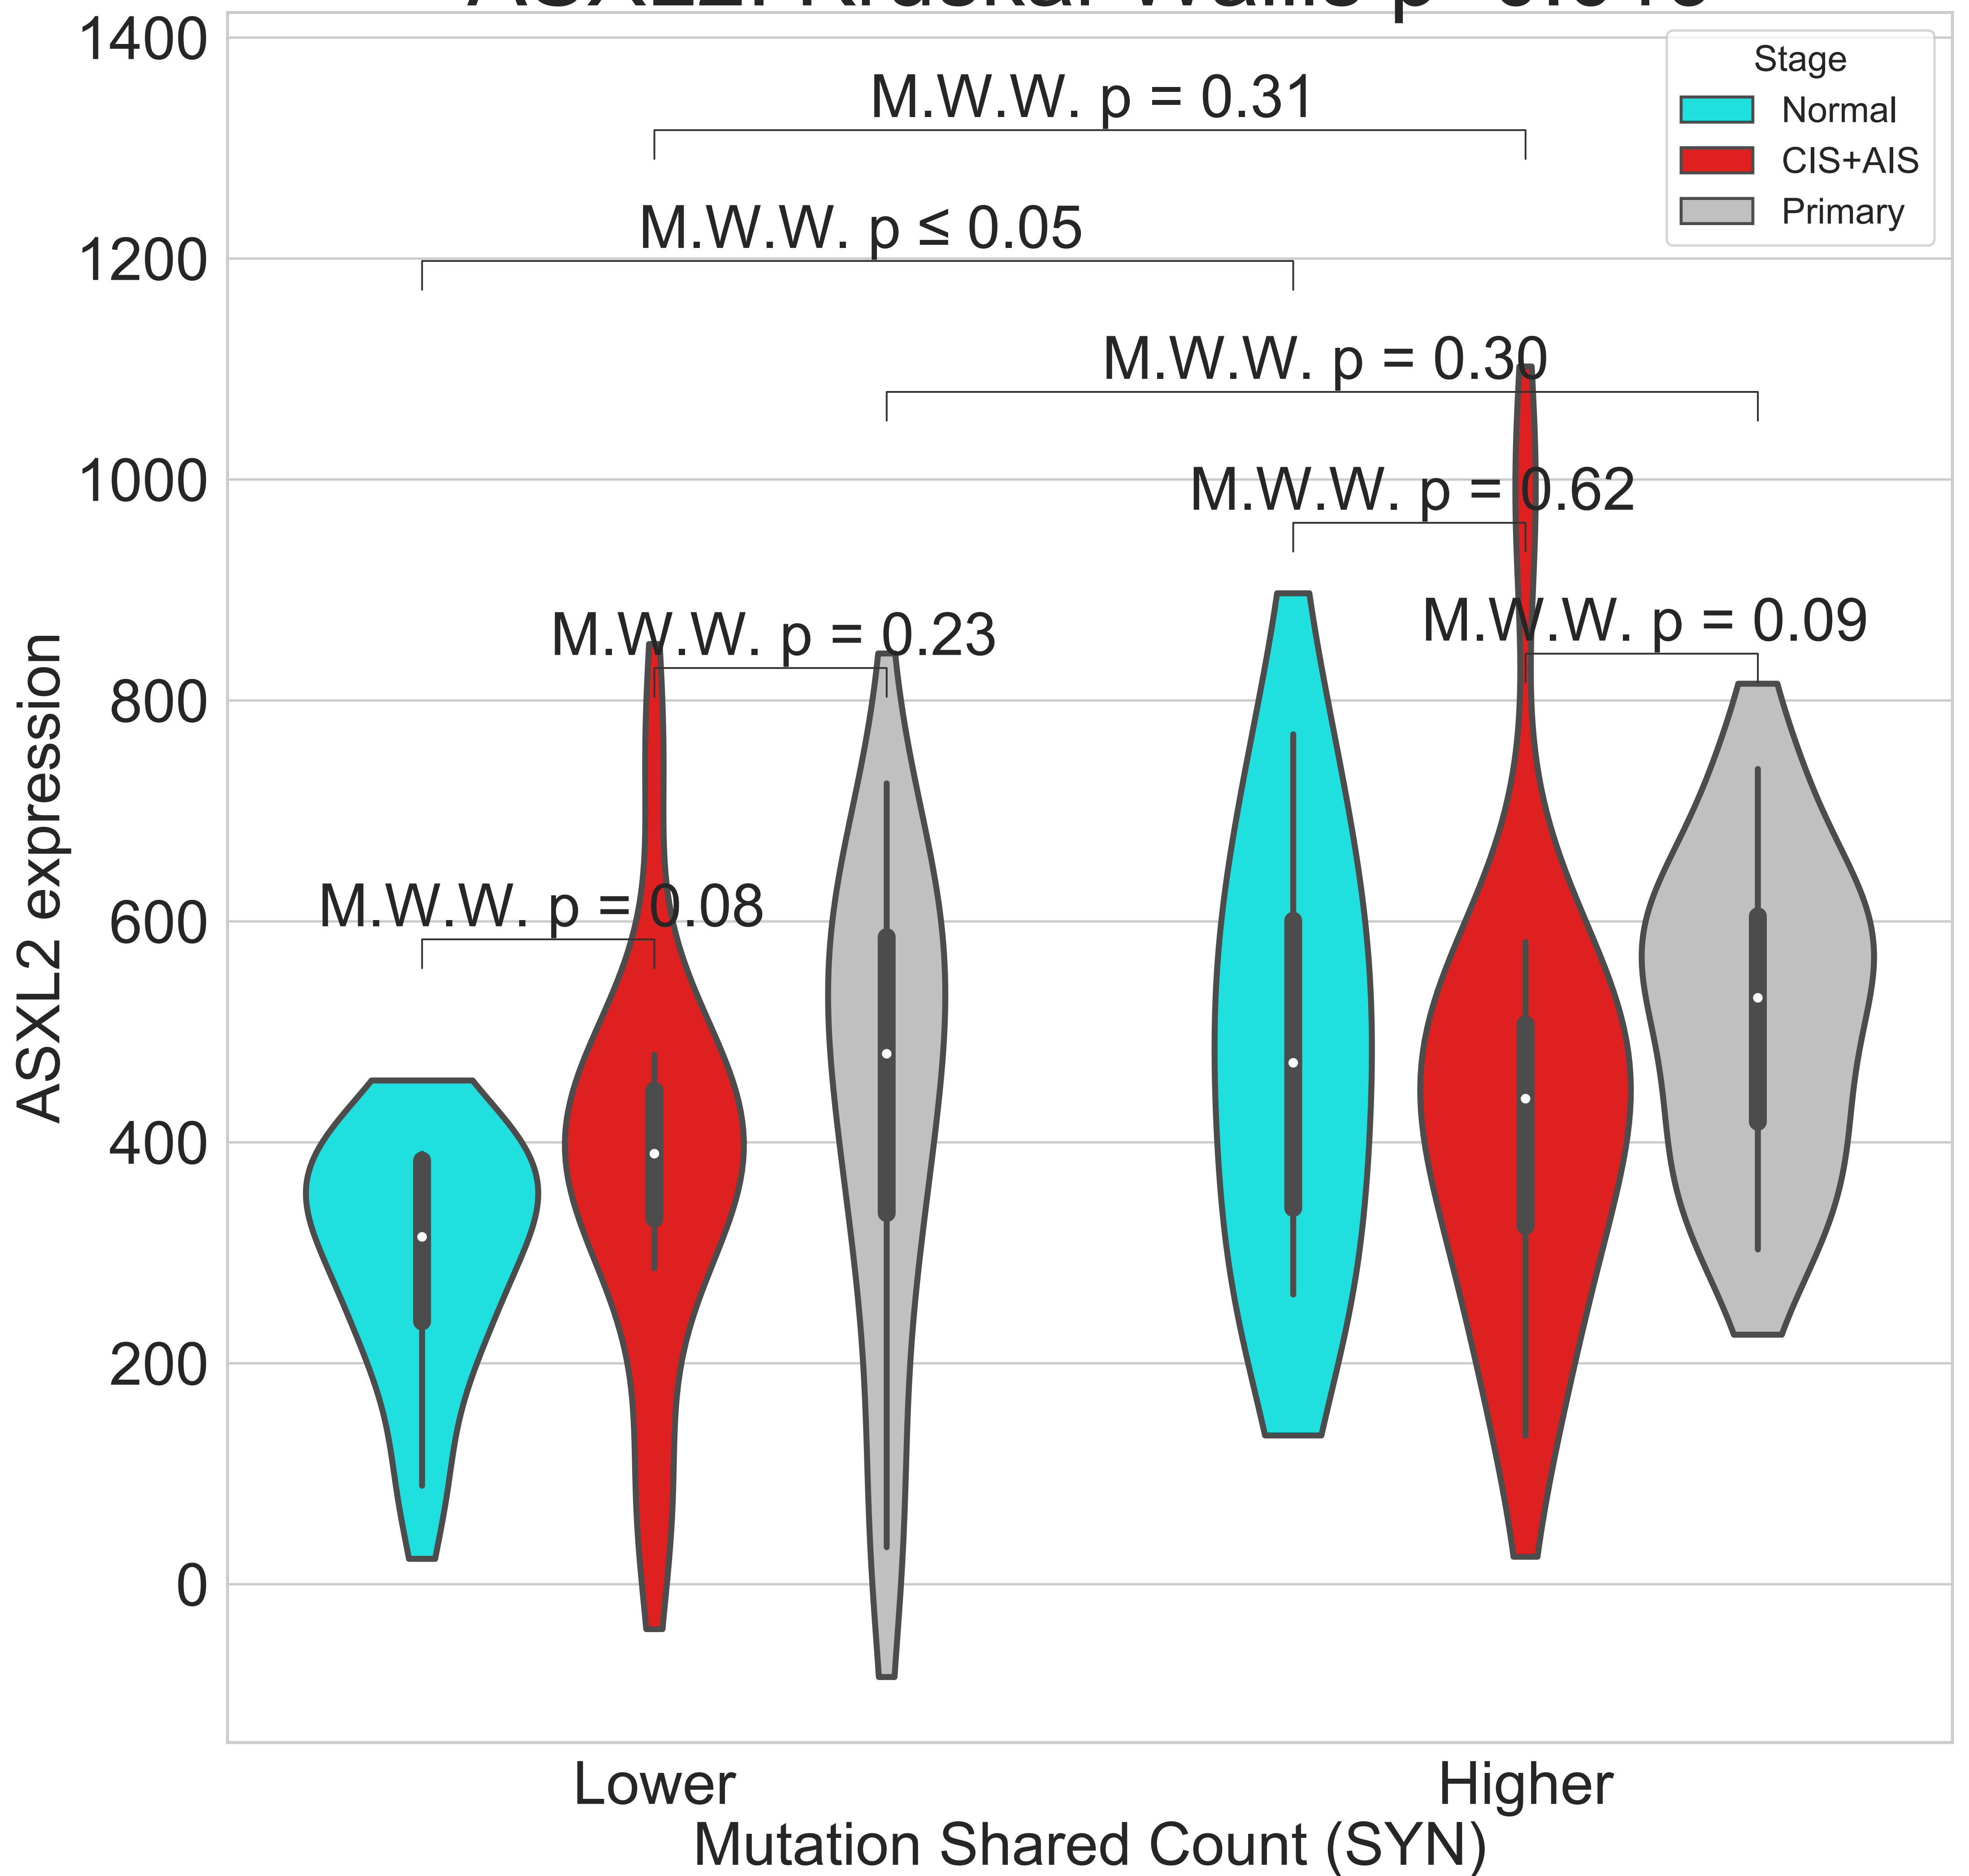 1400
1200
1000
800
600
400
200
0
ASXL2 expression
M.W.W. p = 0.31
M.W.W. p ≤ 0.05
M.W.W. p = 0.30
M.W.W. p = 0.62
M.W.W. p = 0.23
M.W.W. p = 0.09
M.W.W. p = 0.08
Stage
Normal
CIS+AIS
Primary
Lower
Higher
Mutation Shared Count (SYN)